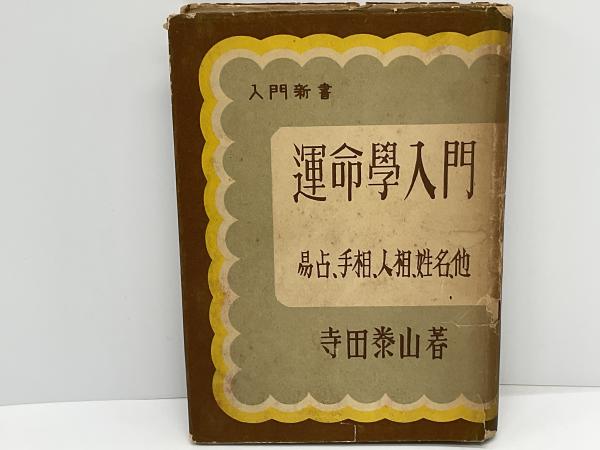 入門新書
運命學入門
易占、手相、人相、姓名、他
寺田泰山著